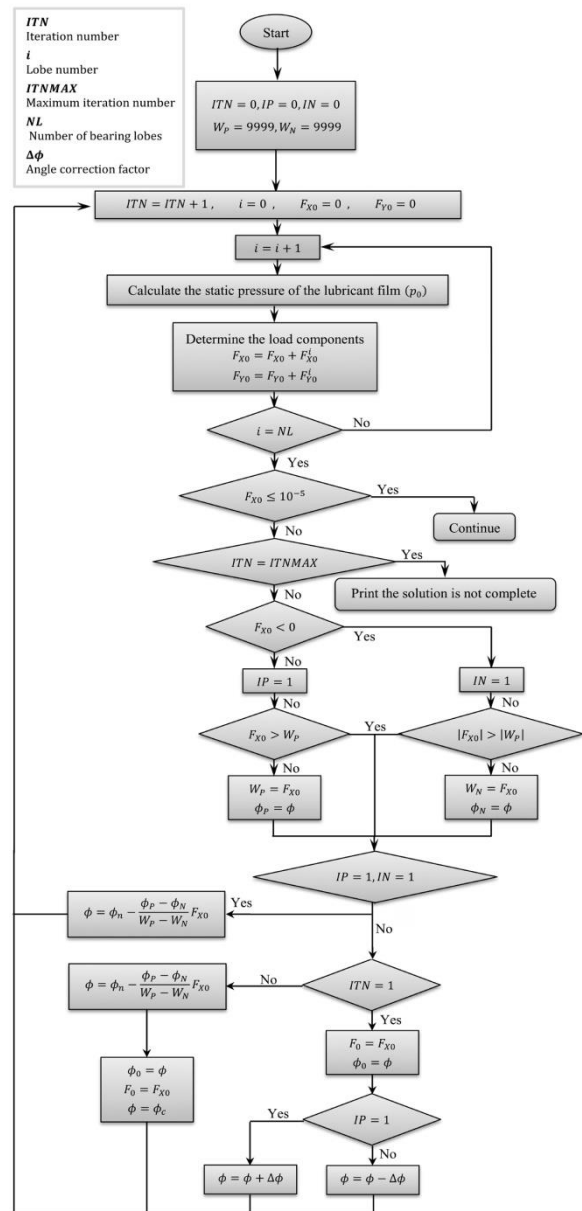 ITN
Iteration number
i
Lobe number
ITNMAX
Maximum iteration number
NL
Number of bearing lobes
Δϕ
Angle correction factor
Start
ITN = 0, IP = 0, IN = 0
W_P = 9999, W_N = 9999
ITN = ITN + 1 , i = 0 , F_X0 = 0 , F_Y0 = 0
i = i + 1
Calculate the static pressure of the lubricant film (p_0)
Determine the load components
F_X0 = F_X0 + F_X0^i
F_Y0 = F_Y0 + F_Y0^i
i = NL
No
Yes
F_X0 ≤ 10^-5
Yes
Continue
No
ITN = ITNMAX
Yes
Print the solution is not complete
No
F_X0 < 0
Yes
No
IP = 1
IN = 1
No
No
F_X0 > W_P
Yes
|F_X0| > |W_P|
No
No
W_P = F_X0
ϕ_P = ϕ
W_N = F_X0
ϕ_N = ϕ
IP = 1, IN = 1
ϕ = ϕ_n − (ϕ_P − ϕ_N)/(W_P − W_N) F_X0
Yes
No
ϕ = ϕ_n − (ϕ_P − ϕ_N)/(W_P − W_N) F_X0
No
ITN = 1
Yes
ϕ_0 = ϕ
F_0 = F_X0
ϕ = ϕ_c
F_0 = F_X0
ϕ_0 = ϕ
Yes
IP = 1
No
ϕ = ϕ + Δϕ
ϕ = ϕ − Δϕ